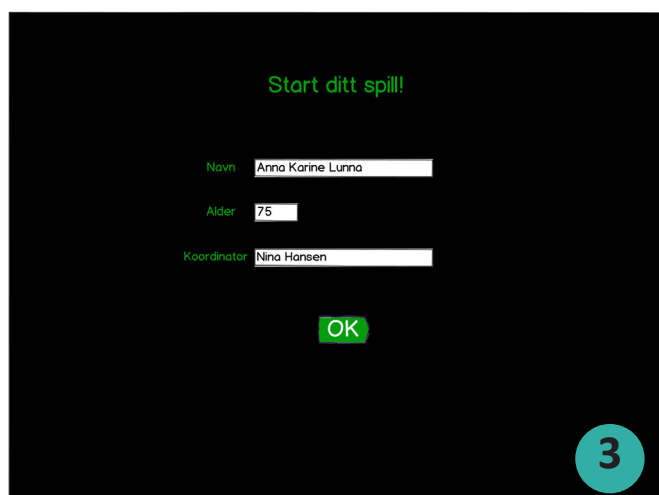 Start ditt spill!
Navn Anna Karine Lunna
Alder 75
Koordinator Nina Hansen
OK
3